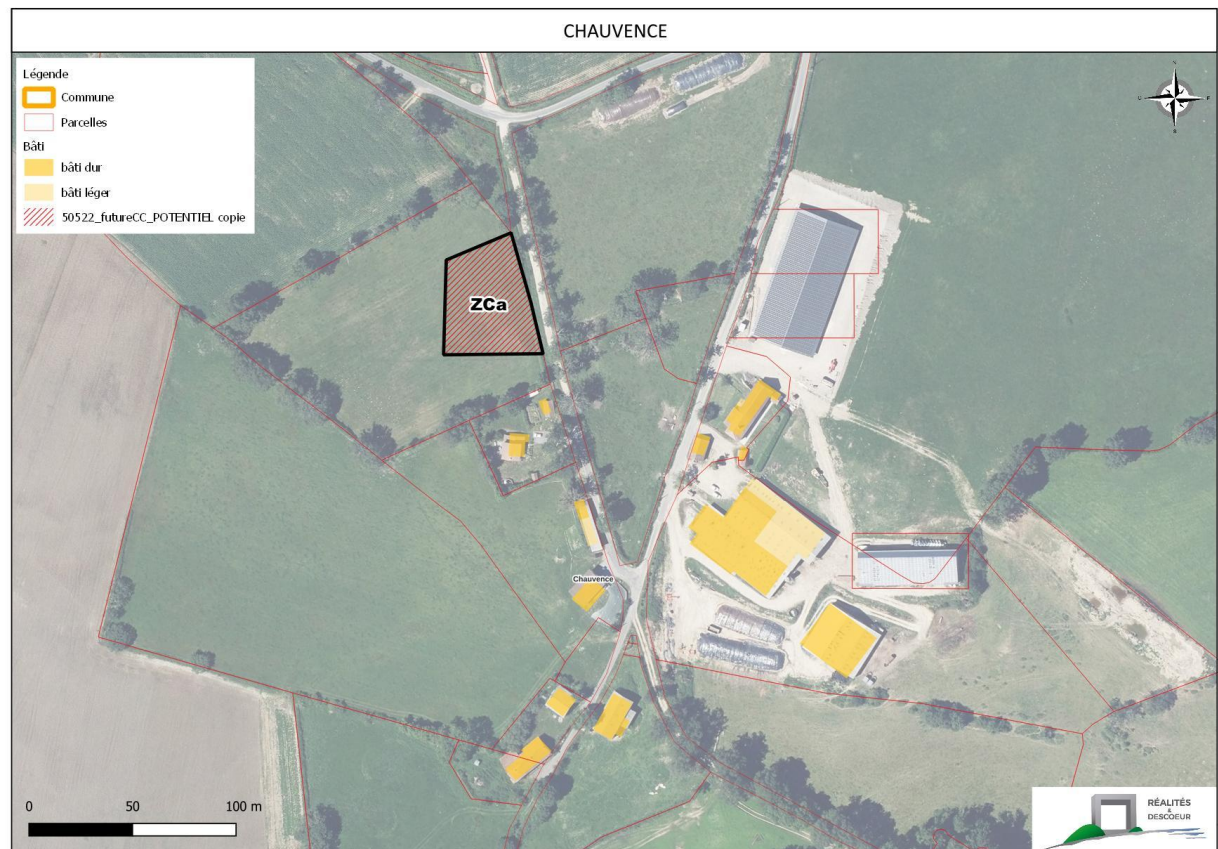 CHAUVENCE
Légende
Commune
Parcelles
Bâti
bâti dur
bâti léger
50522_futureCC_POTENTIEL copie
ZCa
Chauvence
0 50 100 m
RÉALITÉS
&
DESCOEUR